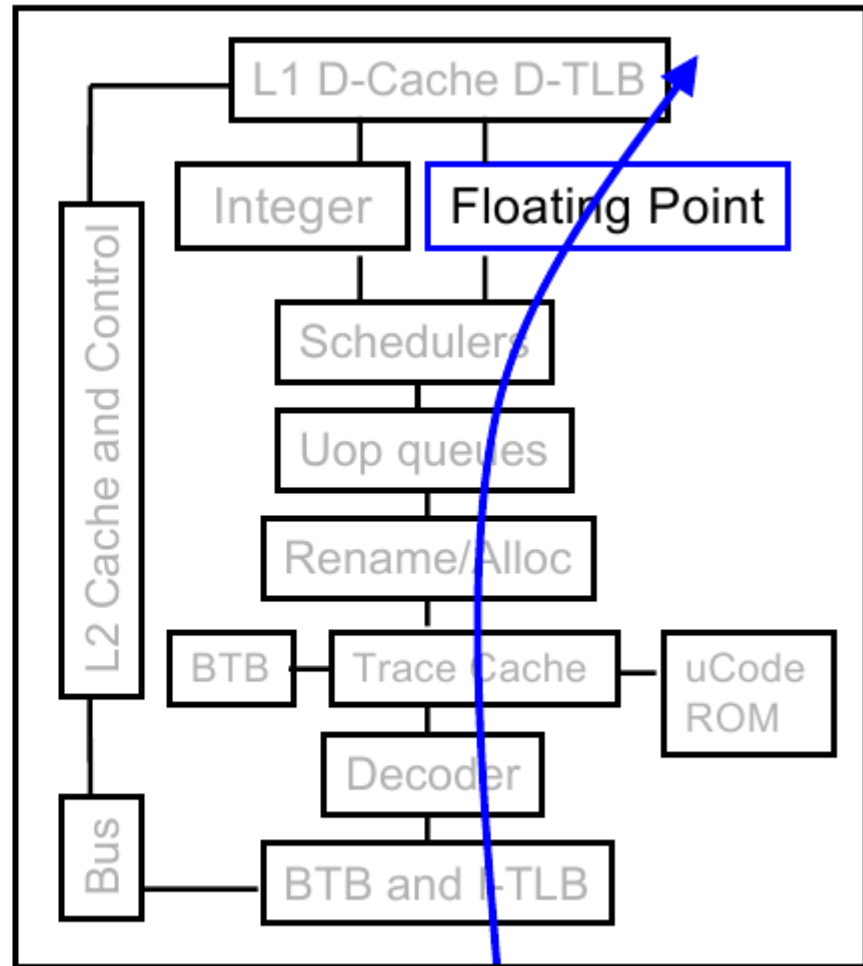 L1 D-Cache D-TLB
Integer
Floating Point
L2 Cache and Control
Schedulers
Uop queues
Rename/Alloc
BTB
Trace Cache
uCode
ROM
Decoder
Bus
BTB and I-TLB